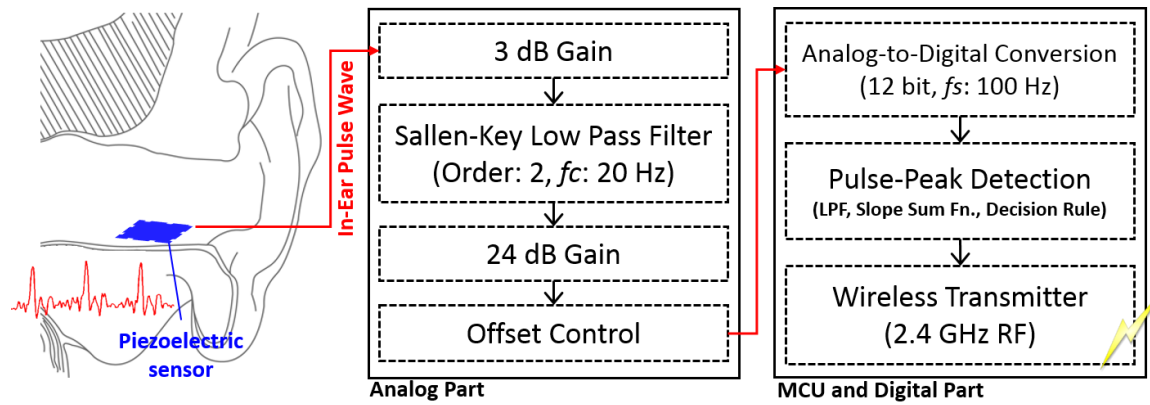 Piezoelectric
sensor
In-Ear Pulse Wave
3 dB Gain
Sallen-Key Low Pass Filter
(Order: 2, fc: 20 Hz)
24 dB Gain
Offset Control
Analog Part
Analog-to-Digital Conversion
(12 bit, fs: 100 Hz)
Pulse-Peak Detection
(LPF, Slope Sum Fn., Decision Rule)
Wireless Transmitter
(2.4 GHz RF)
MCU and Digital Part